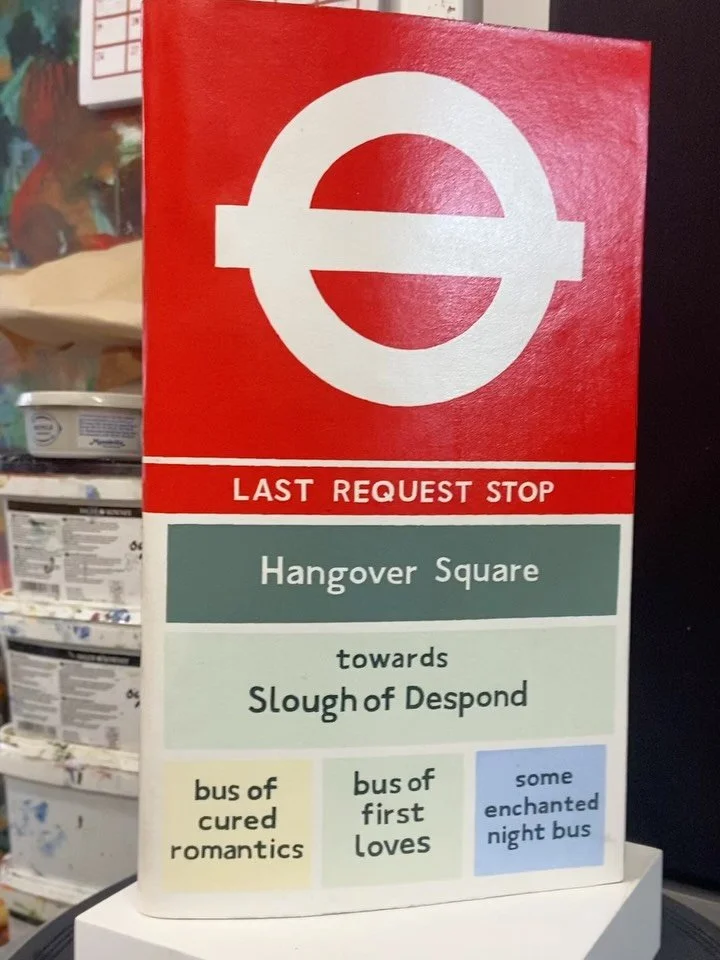 LAST REQUEST STOP
Hangover Square
towards
Slough of Despond
bus of
cured
romantics
bus of
first
loves
some
enchanted
night bus